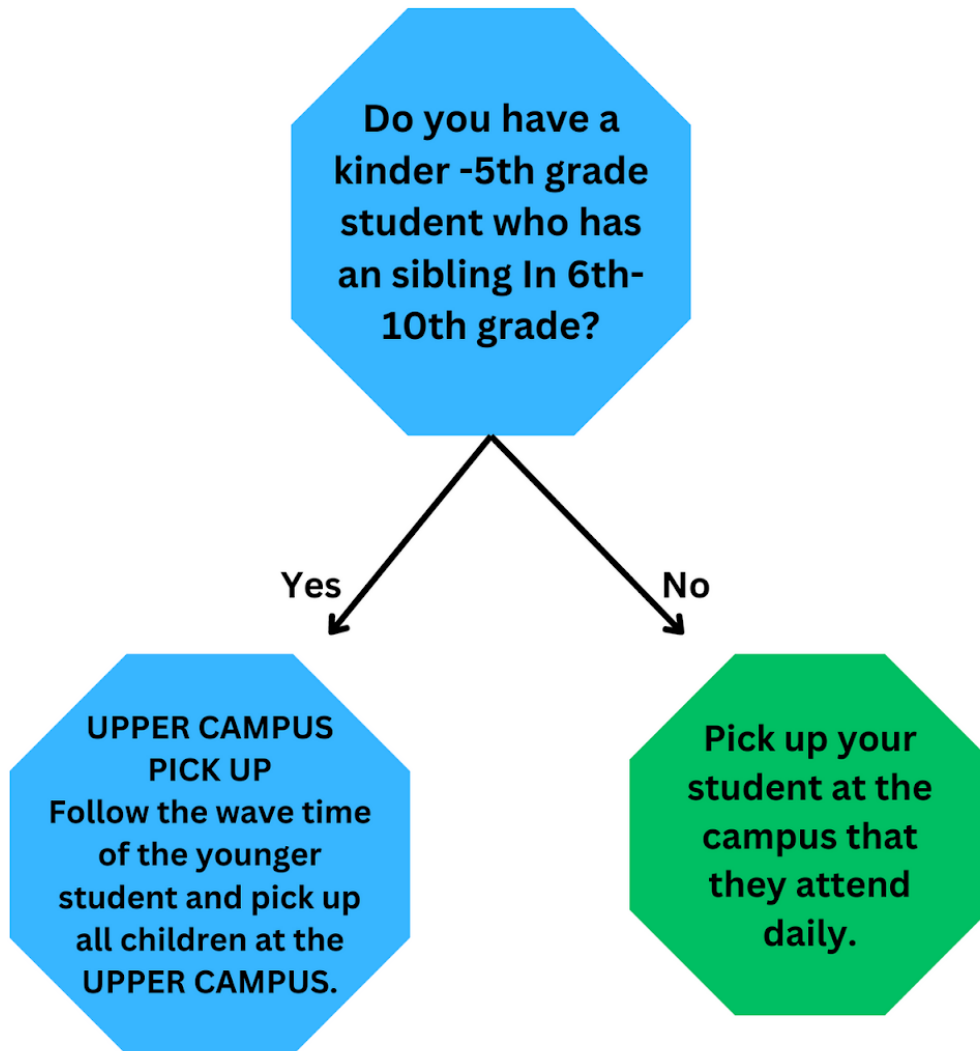 Do you have a
kinder -5th grade
student who has
an sibling In 6th-
10th grade?
Yes
No
UPPER CAMPUS
PICK UP
Follow the wave time
of the younger
student and pick up
all children at the
UPPER CAMPUS.
Pick up your
student at the
campus that
they attend
daily.